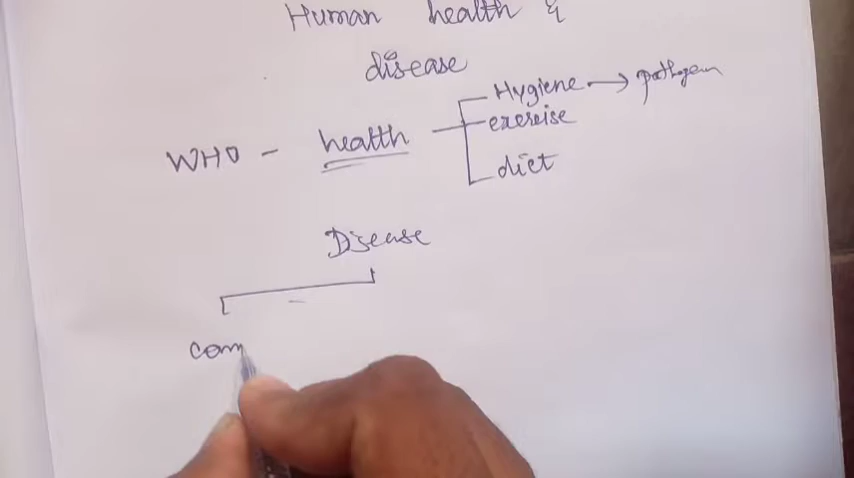 Human health &
disease
Hygiene → pathogen
WHO - health exercise
diet
Disease
com